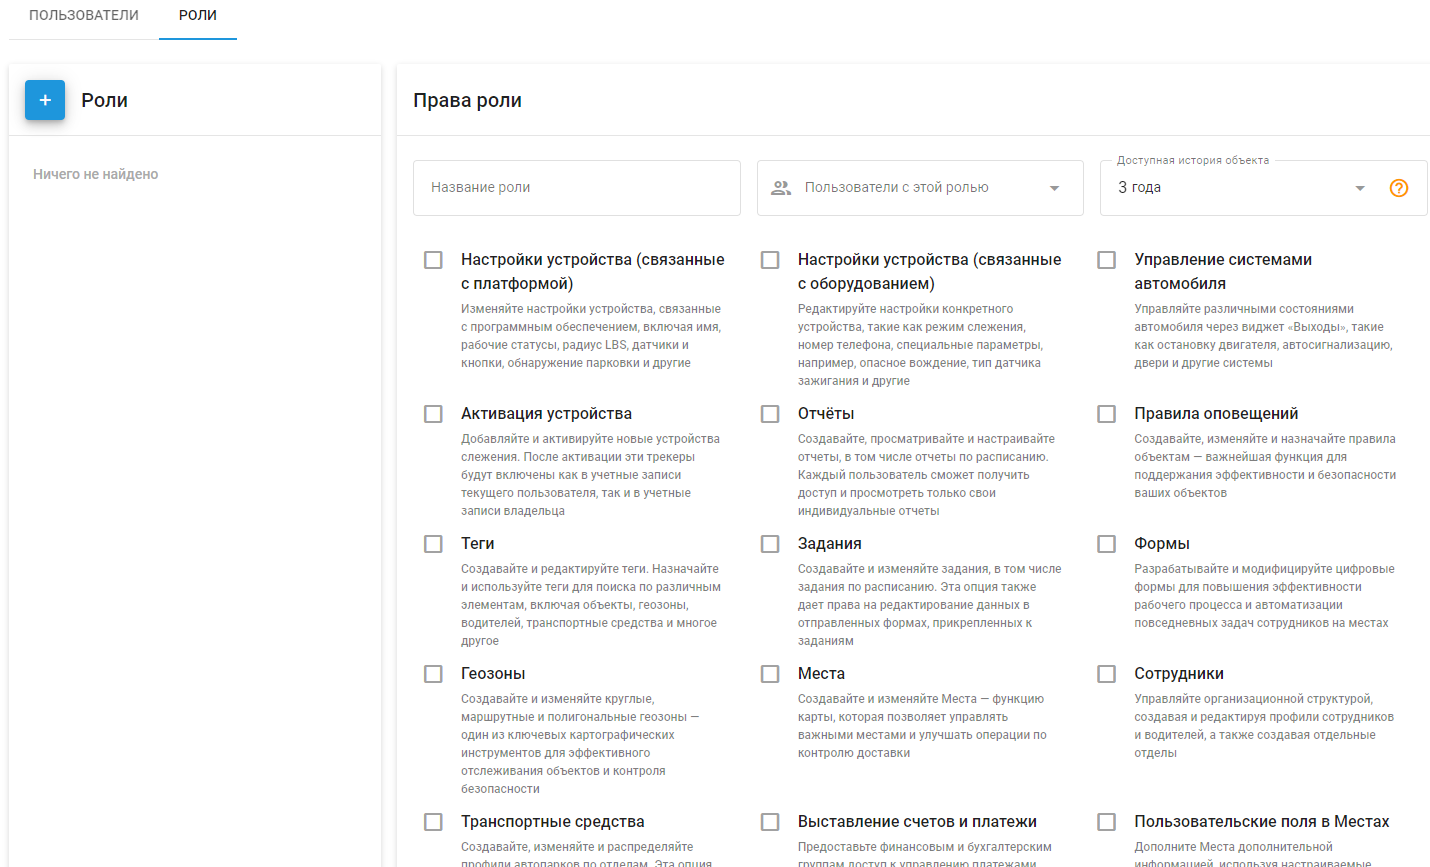 ПОЛЬЗОВАТЕЛИ
РОЛИ
+ Роли
Ничего не найдено
Права роли
Название роли
Пользователи с этой ролью
Доступная история объекта
3 года
Настройки устройства (связанные
с платформой)
Изменяйте настройки устройства, связанные
с программным обеспечением, включая имя,
рабочие статусы, радиус LBS, датчики и
кнопки, обнаружение парковки и другие
Настройки устройства (связанные
с оборудованием)
Редактируйте настройки конкретного
устройства, такие как режим слежения,
номер телефона, специальные параметры,
например, опасное вождение, тип датчика
зажигания и другие
Управление системами
автомобиля
Управляйте различными состояниями
автомобиля через виджет «Выходы», такие
как остановку двигателя, автосигнализацию,
двери и другие системы
Активация устройства
Добавляйте и активируйте новые устройства
слежения. После активации эти трекеры
будут включены как в учетные записи
текущего пользователя, так и в учетные
записи владельца
Отчёты
Создавайте, просматривайте и настраивайте
отчеты, в том числе отчеты по расписанию.
Каждый пользователь сможет получить
доступ и просмотреть только свои
индивидуальные отчеты
Правила оповещений
Создавайте, изменяйте и назначайте правила
объектам — важнейшая функция для
поддержания эффективности и безопасности
ваших объектов
Теги
Создавайте и редактируйте теги. Назначайте
и используйте теги для поиска по различным
элементам, включая объекты, геозоны,
водителей, транспортные средства и многое
другое
Задания
Создавайте и изменяйте задания, в том числе
задания по расписанию. Эта опция также
дает права на редактирование данных в
отправленных формах, прикрепленных к
заданиям
Формы
Разрабатывайте и модифицируйте цифровые
формы для повышения эффективности
рабочего процесса и автоматизации
повседневных задач сотрудников на местах
Геозоны
Создавайте и изменяйте круглые,
маршрутные и полигональные геозоны —
один из ключевых картографических
инструментов для эффективного
отслеживания объектов и контроля
безопасности
Места
Создавайте и изменяйте Места — функцию
карты, которая позволяет управлять
важными местами и улучшать операции по
контролю доставки
Сотрудники
Управляйте организационной структурой,
создавая и редактируя профили сотрудников
и водителей, а также создавая отдельные
отделы
Транспортные средства
Создавайте, изменяйте и распределяйте
профили автопарков по отделам. Эта опция
Выставление счетов и платежи
Предоставьте финансовым и бухгалтерским
группам доступ к управлению платежами
Пользовательские поля в Местах
Дополните Места дополнительной
информацией, используя настраиваемые